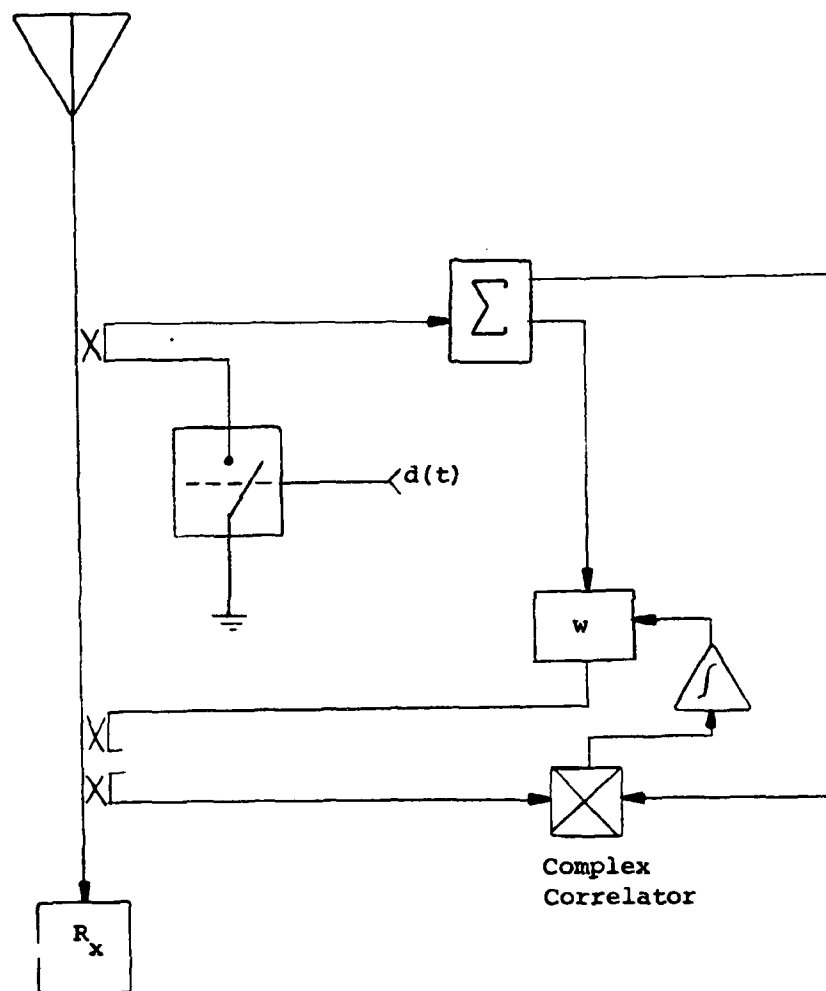 Σ
d(t)
w
∫
Complex
Correlator
Rx